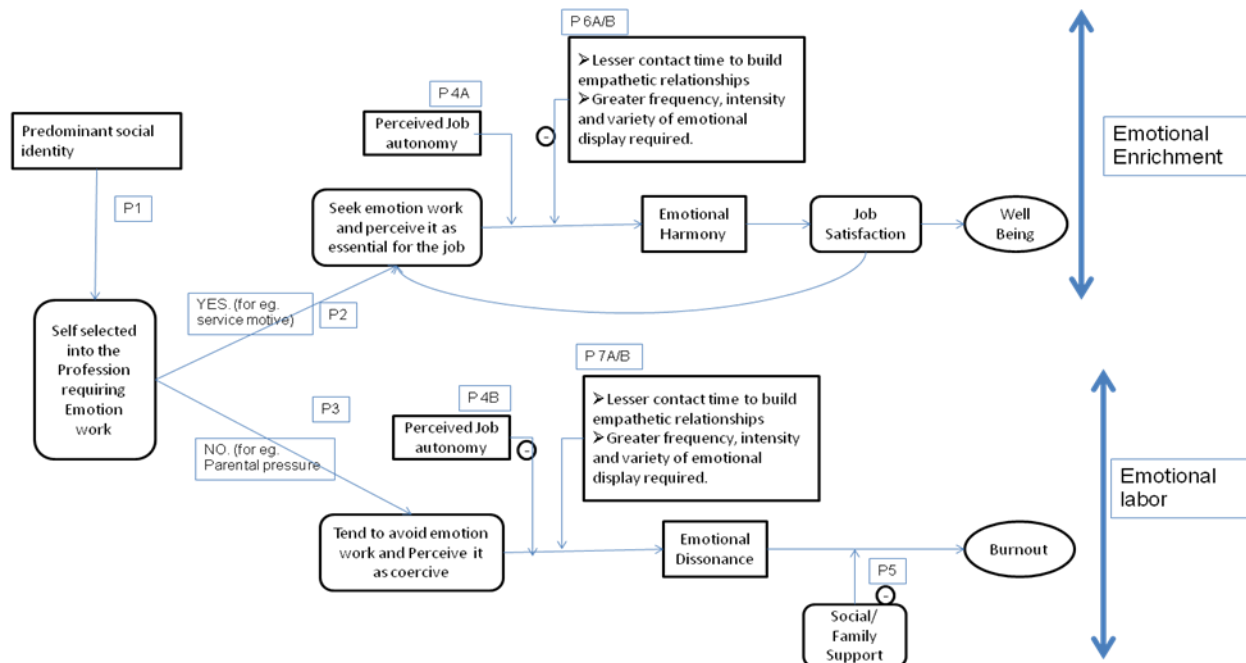 P 6A/B
➢Lesser contact time to build
empathetic relationships
➢Greater frequency, intensity
and variety of emotional
display required.
P 4A
Perceived Job
autonomy
-
Predominant social
identity
P1
Emotional
Enrichment
Seek emotion work
and perceive it as
essential for the job
Emotional
Harmony
Job
Satisfaction
Well
Being
YES. (for eg.
service motive)
P2
Self selected
into the
Profession
requiring
Emotion
work
P3
NO. (for eg.
Parental pressure
P 7A/B
➢Lesser contact time to build
empathetic relationships
➢Greater frequency, intensity
and variety of emotional
display required.
P 4B
Perceived Job
autonomy
-
Emotional
labor
Tend to avoid emotion
work and Perceive it
as coercive
Emotional
Dissonance
Burnout
P5
-
Social/
Family
Support